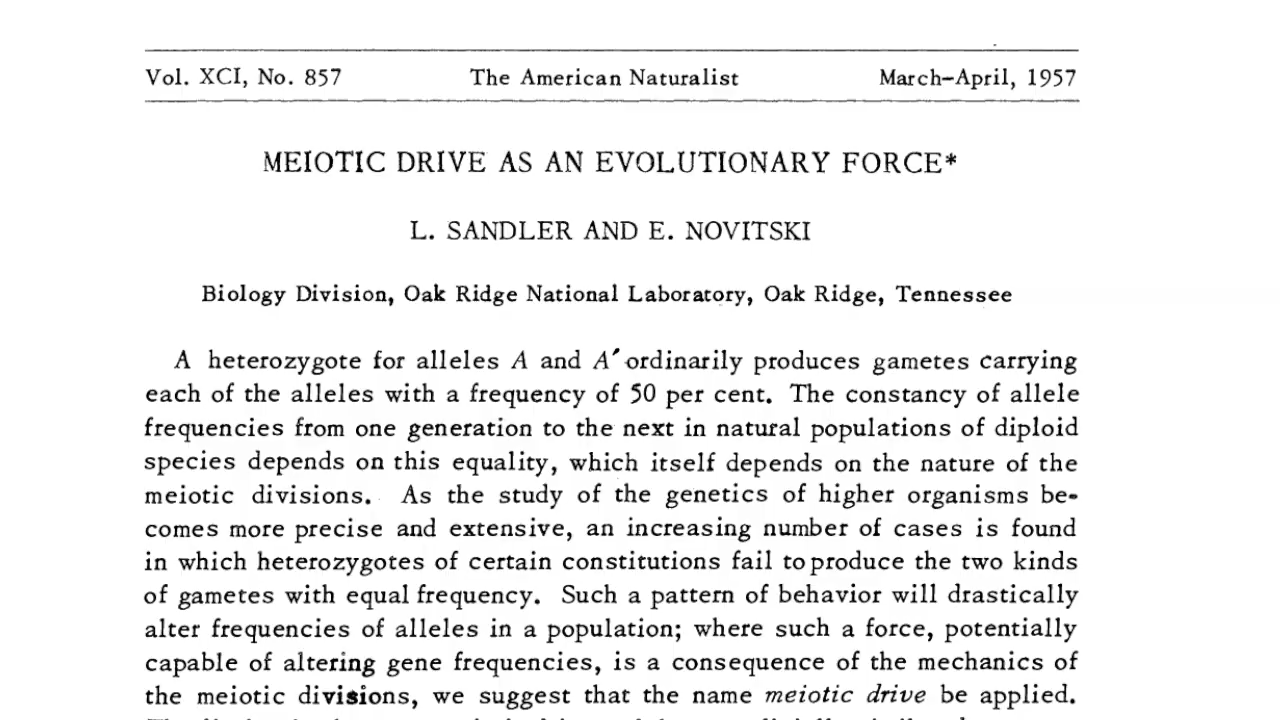 Vol. XCI, No. 857 The American Naturalist March–April, 1957
MEIOTIC DRIVE AS AN EVOLUTIONARY FORCE*
L. SANDLER AND E. NOVITSKI
Biology Division, Oak Ridge National Laboratory, Oak Ridge, Tennessee
A heterozygote for alleles A and A′ ordinarily produces gametes carrying
each of the alleles with a frequency of 50 per cent. The constancy of allele
frequencies from one generation to the next in natural populations of diploid
species depends on this equality, which itself depends on the nature of the
meiotic divisions. As the study of the genetics of higher organisms be-
comes more precise and extensive, an increasing number of cases is found
in which heterozygotes of certain constitutions fail to produce the two kinds
of gametes with equal frequency. Such a pattern of behavior will drastically
alter frequencies of alleles in a population; where such a force, potentially
capable of altering gene frequencies, is a consequence of the mechanics of
the meiotic divisions, we suggest that the name meiotic drive be applied.